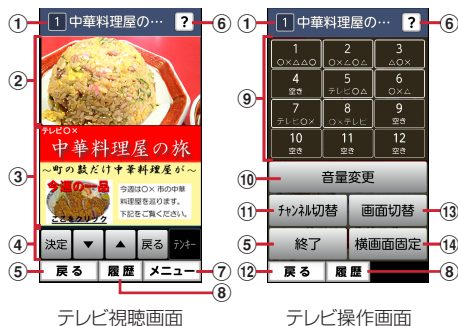 ① 1 中華料理屋の… ? ⑥
②
テレビ○×
中華料理屋の旅
〜町の数だけ中華料理屋が〜
③
今週の一品
今週は○× 市の中華
料理屋を巡ります。
下記をご覧ください。
ここをクリック
④ 決定 ▼ ▲ 戻る テンキー
⑤ 戻る 履歴 メニュー ⑦
⑧
テレビ視聴画面
① 1 中華料理屋の… ? ⑥
⑨
1 2 3
○×△△○ ○×△○△ △○×
4 5 6
空き テレビ○△ ○×△
7 8 9
テレビ○× ○×テレビ 空き
10 11 12
空き 空き 空き
⑩ 音量変更
⑪ チャンネル切替 画面切替 ⑬
⑤ 終了 横画面固定 ⑭
⑫ 戻る 履歴 ⑧
テレビ操作画面